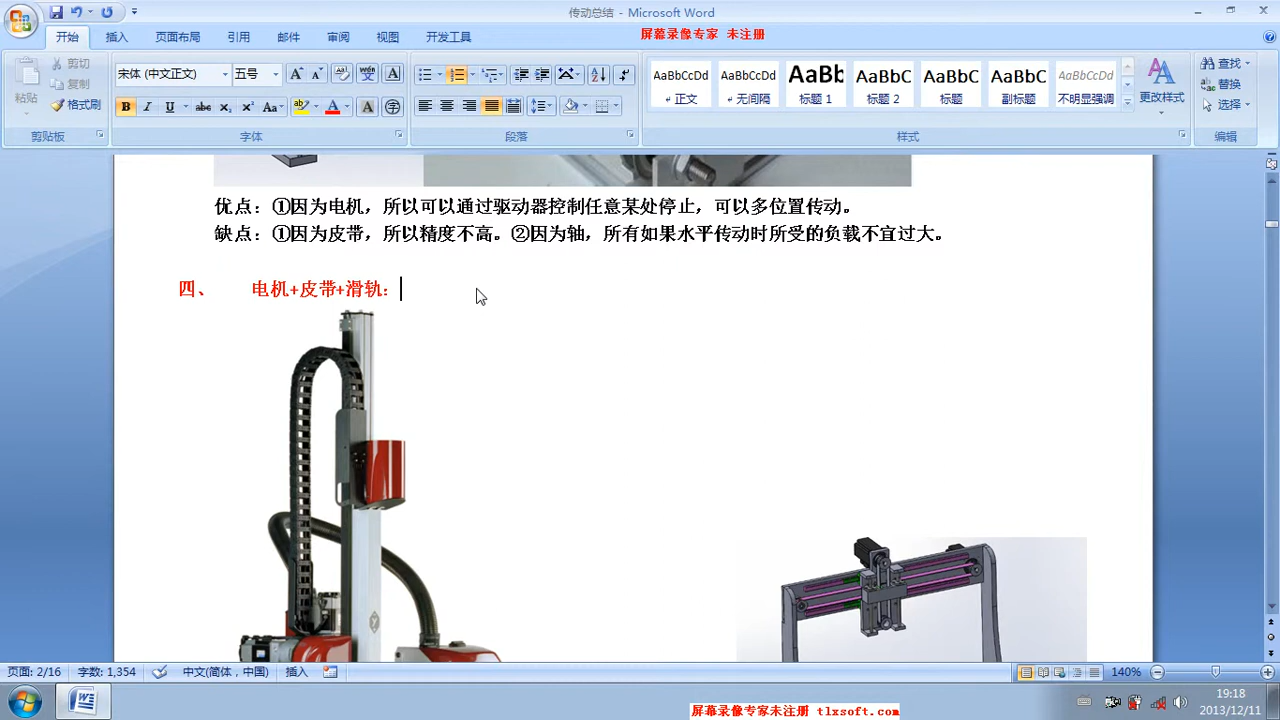 传动总结 - Microsoft Word
屏幕录像专家 未注册
开始 插入 页面布局 引用 邮件 审阅 视图 开发工具
粘贴
剪切
复制
格式刷
剪贴板
宋体 (中文正文) 五号
字体
段落
AaBbCcDd AaBbCcDd AaBb AaBbC AaBbC AaBbC AaBbCcDd
正文 无间隔 标题 1 标题 2 标题 副标题 不明显强调
更改样式
样式
查找
替换
选择
编辑
优点：①因为电机，所以可以通过驱动器控制任意某处停止，可以多位置传动。
缺点：①因为皮带，所以精度不高。②因为轴，所有如果水平传动时所受的负载不宜过大。
四、 电机+皮带+滑轨：
页面: 2/16 字数: 1,354 中文(简体，中国) 插入 140%
19:18
2013/12/11
屏幕录像专家未注册 tlxsoft.com